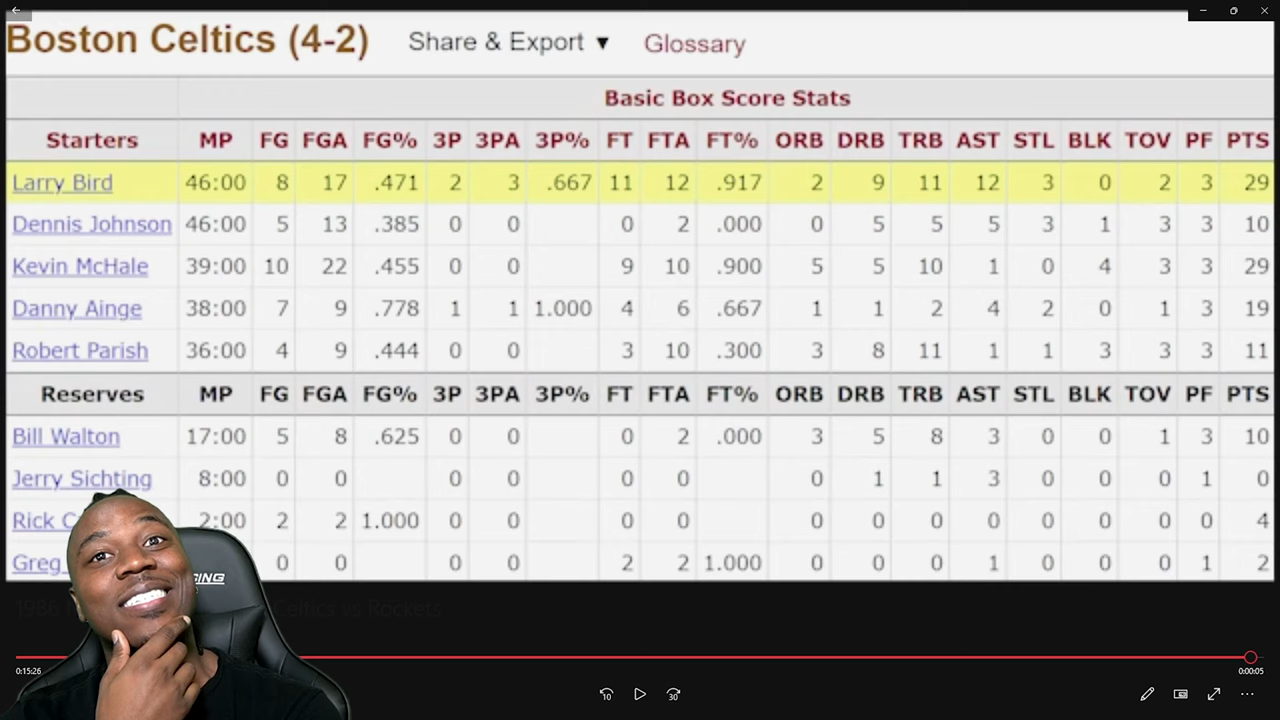 Boston Celtics (4-2) Share & Export ▼ Glossary
Basic Box Score Stats
Starters MP FG FGA FG% 3P 3PA 3P% FT FTA FT% ORB DRB TRB AST STL BLK TOV PF PTS
Larry Bird 46:00 8 17 .471 2 3 .667 11 12 .917 2 9 11 12 3 0 2 3 29
Dennis Johnson 46:00 5 13 .385 0 0 0 2 .000 0 5 5 5 3 1 3 3 10
Kevin McHale 39:00 10 22 .455 0 0 9 10 .900 5 5 10 1 0 4 3 3 29
Danny Ainge 38:00 7 9 .778 1 1 1.000 4 6 .667 1 1 2 4 2 0 1 3 19
Robert Parish 36:00 4 9 .444 0 0 3 10 .300 3 8 11 1 1 3 3 3 11
Reserves MP FG FGA FG% 3P 3PA 3P% FT FTA FT% ORB DRB TRB AST STL BLK TOV PF PTS
Bill Walton 17:00 5 8 .625 0 0 0 2 .000 3 5 8 3 0 0 1 3 10
Jerry Sichting 8:00 0 0 0 0 0 0 0 1 1 3 0 0 0 1 0
Rick 2:00 2 2 1.000 0 0 0 0 0 0 0 0 0 0 0 0 4
Greg 0 0 0 0 2 2 1.000 0 0 0 1 0 0 0 1 2
1986 Celtics vs Rockets
0:15:26 0:00:05
10 30